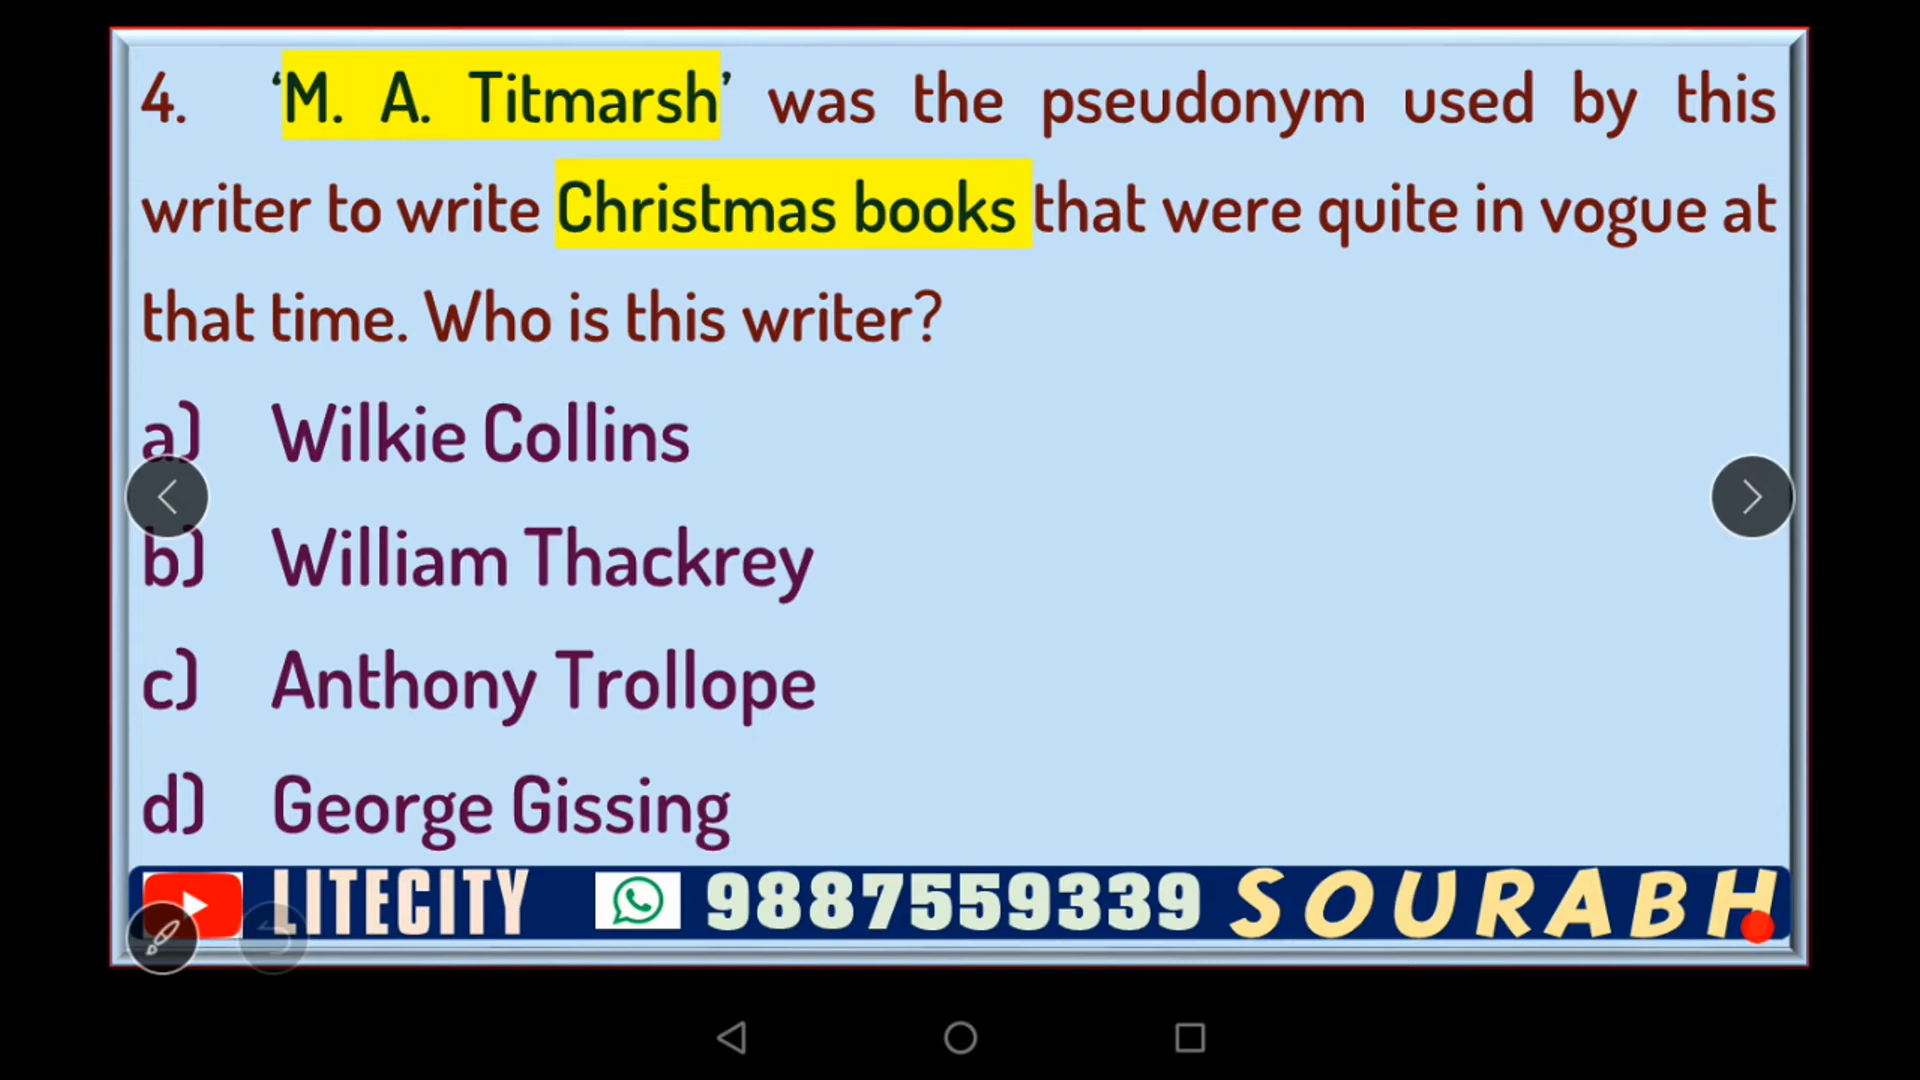 4. ‘M. A. Titmarsh’ was the pseudonym used by this
writer to write Christmas books that were quite in vogue at
that time. Who is this writer?
a) Wilkie Collins
b) William Thackrey
c) Anthony Trollope
d) George Gissing
LITECITY 9887559339 SOURABH